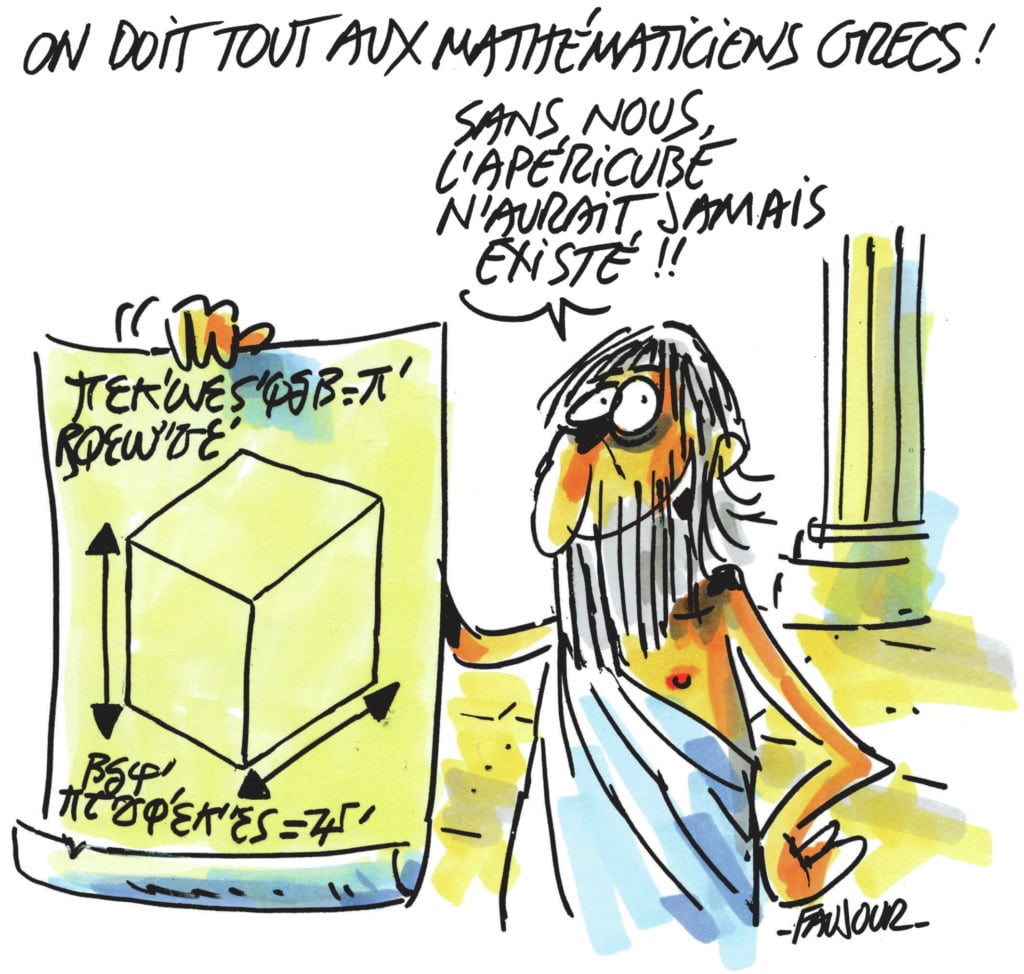 ON DOIT TOUT AUX MATHÉMATICIENS GRECS !
SANS NOUS,
L'APÉRICUBE
N'AURAIT JAMAIS
EXISTÉ !!
-FAUJOUR-